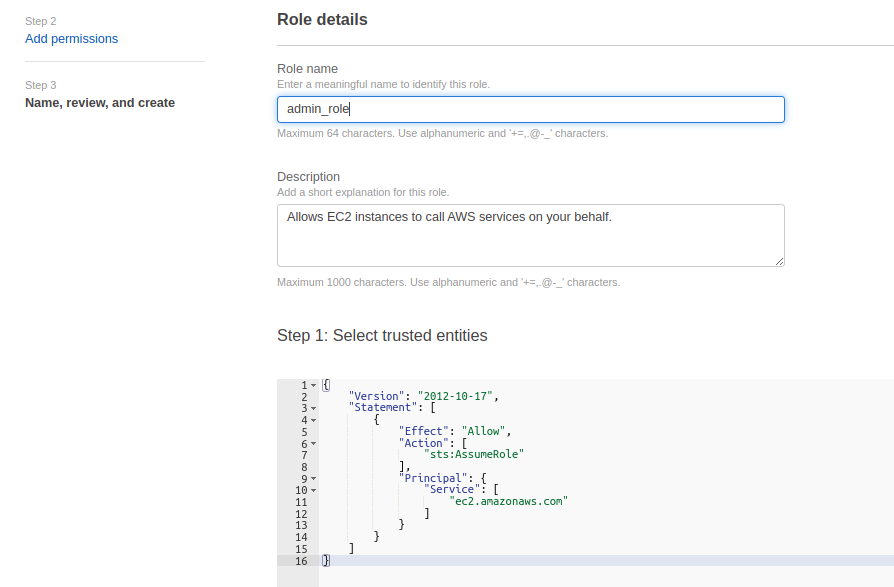 Step 2
Add permissions
Step 3
Name, review, and create
Role details
Role name
Enter a meaningful name to identify this role.
admin_role
Maximum 64 characters. Use alphanumeric and '+=,.@-_' characters.
Description
Add a short explanation for this role.
Allows EC2 instances to call AWS services on your behalf.
Maximum 1000 characters. Use alphanumeric and '+=,.@-_' characters.
Step 1: Select trusted entities
1 {
2 "Version": "2012-10-17",
3 "Statement": [
4 {
5 "Effect": "Allow",
6 "Action": [
7 "sts:AssumeRole"
8 ],
9 "Principal": {
10 "Service": [
11 "ec2.amazonaws.com"
12 ]
13 }
14 }
15 ]
16 }